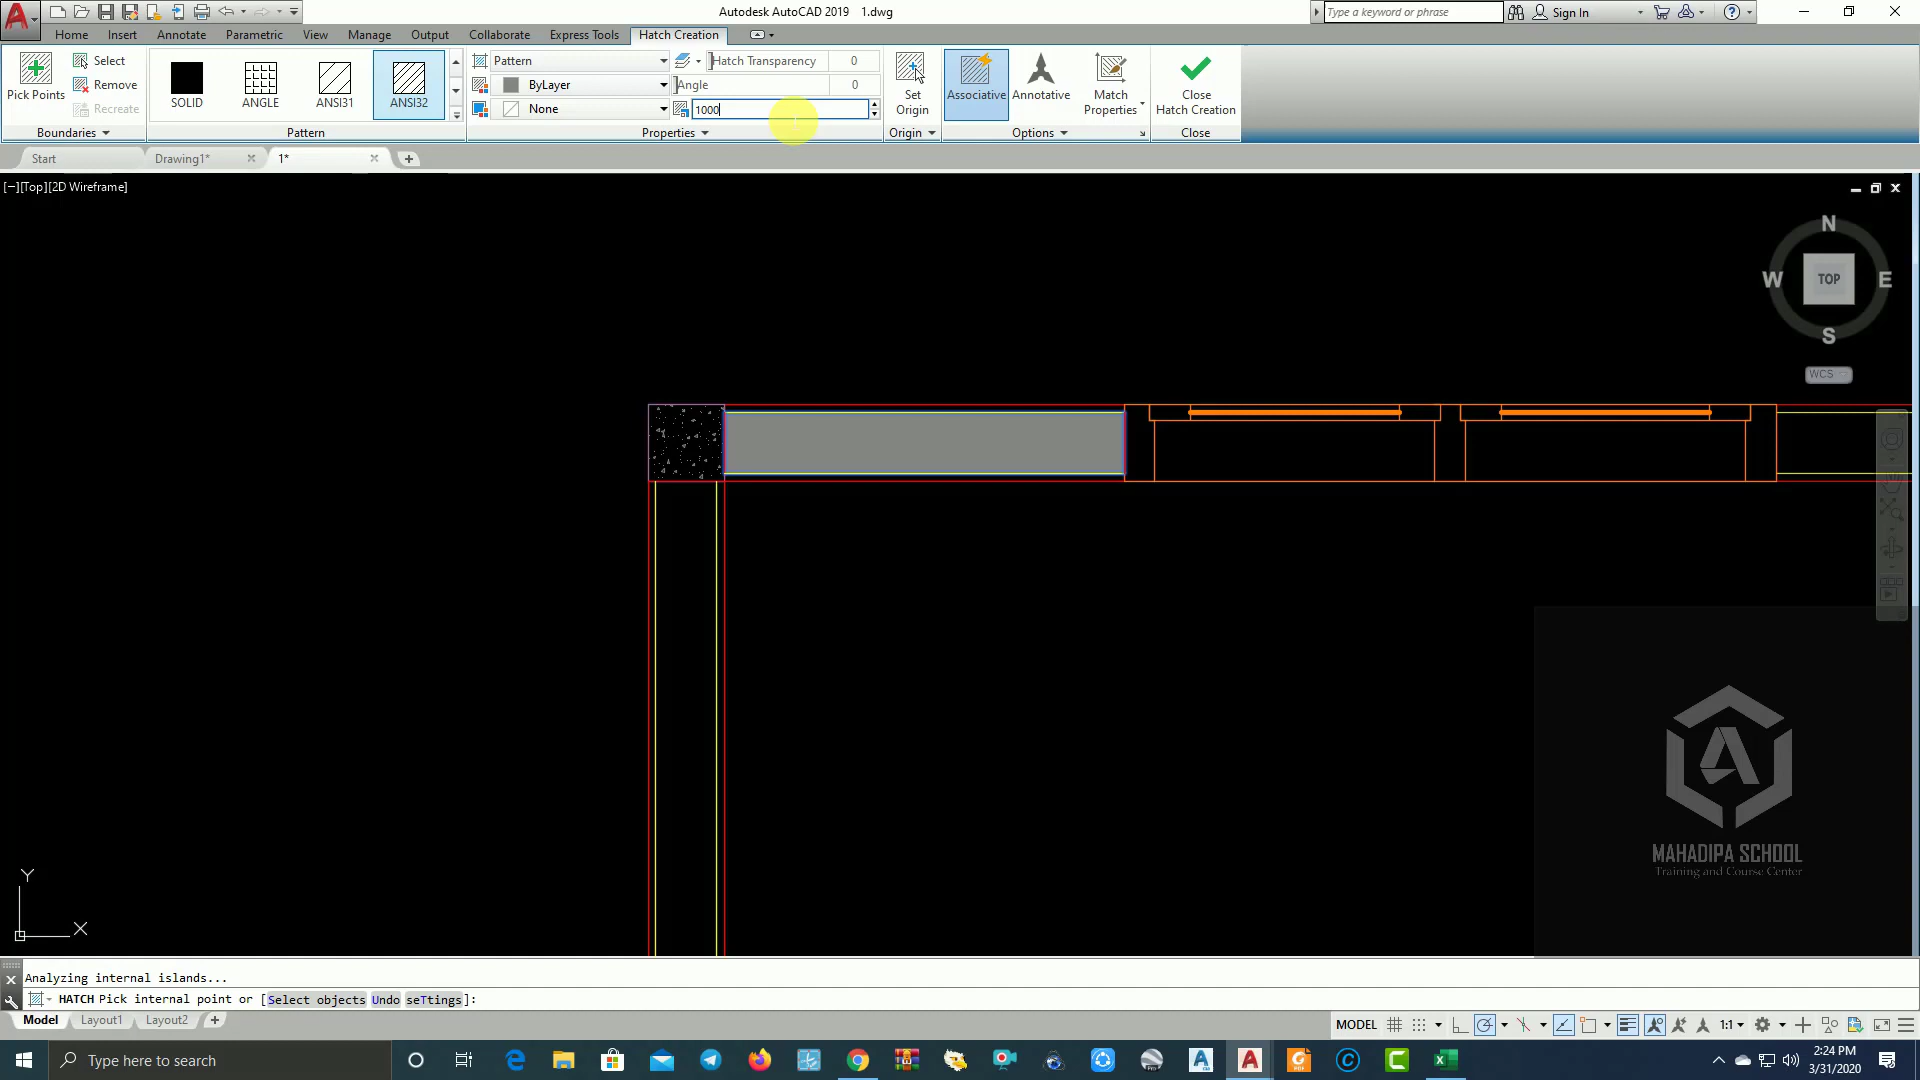 Autodesk AutoCAD 2019 1.dwg
Type a keyword or phrase
Sign In
Home Insert Annotate Parametric View Manage Output Collaborate Express Tools Hatch Creation
Pick Points
Select
Remove
Recreate
Boundaries
SOLID
ANGLE
ANSI31
ANSI32
Pattern
Pattern
ByLayer
None
Hatch Transparency 0
Angle 0
1000
Properties
Set Origin
Origin
Associative
Annotative
Match Properties
Options
Close Hatch Creation
Close
Start
Drawing1*
1*
[−][Top][2D Wireframe]
N
W
TOP
E
S
WCS
MAHADIPA SCHOOL
Training and Course Center
Y
X
Analyzing internal islands...
HATCH Pick internal point or [Select objects Undo seTtings]:
Model Layout1 Layout2
MODEL
1:1
Type here to search
2:24 PM
3/31/2020